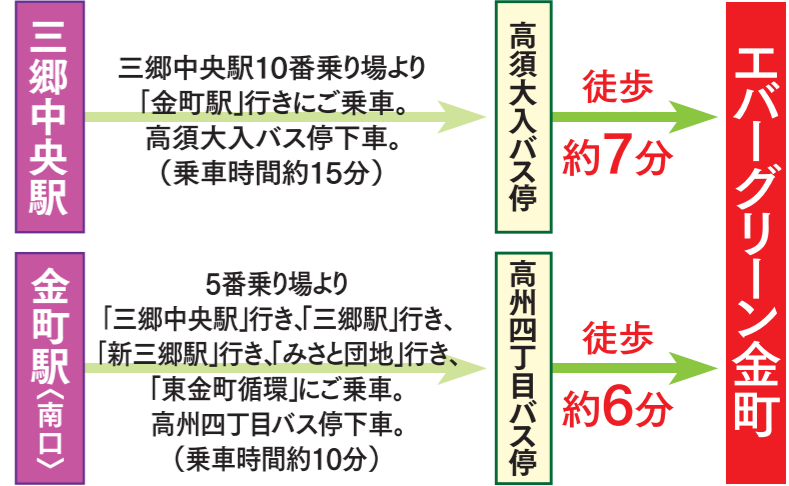 三郷中央駅
三郷中央駅10番乗り場より
「金町駅」行きにご乗車。
高須大入バス停下車。
（乗車時間約15分）
高須大入バス停
徒歩
約7分
金町駅〈南口〉
5番乗り場より
「三郷中央駅」行き、「三郷駅」行き、
「新三郷駅」行き、「みさと団地」行き、
「東金町循環」にご乗車。
高州四丁目バス停下車。
（乗車時間約10分）
高州四丁目バス停
徒歩
約6分
エバーグリーン金町